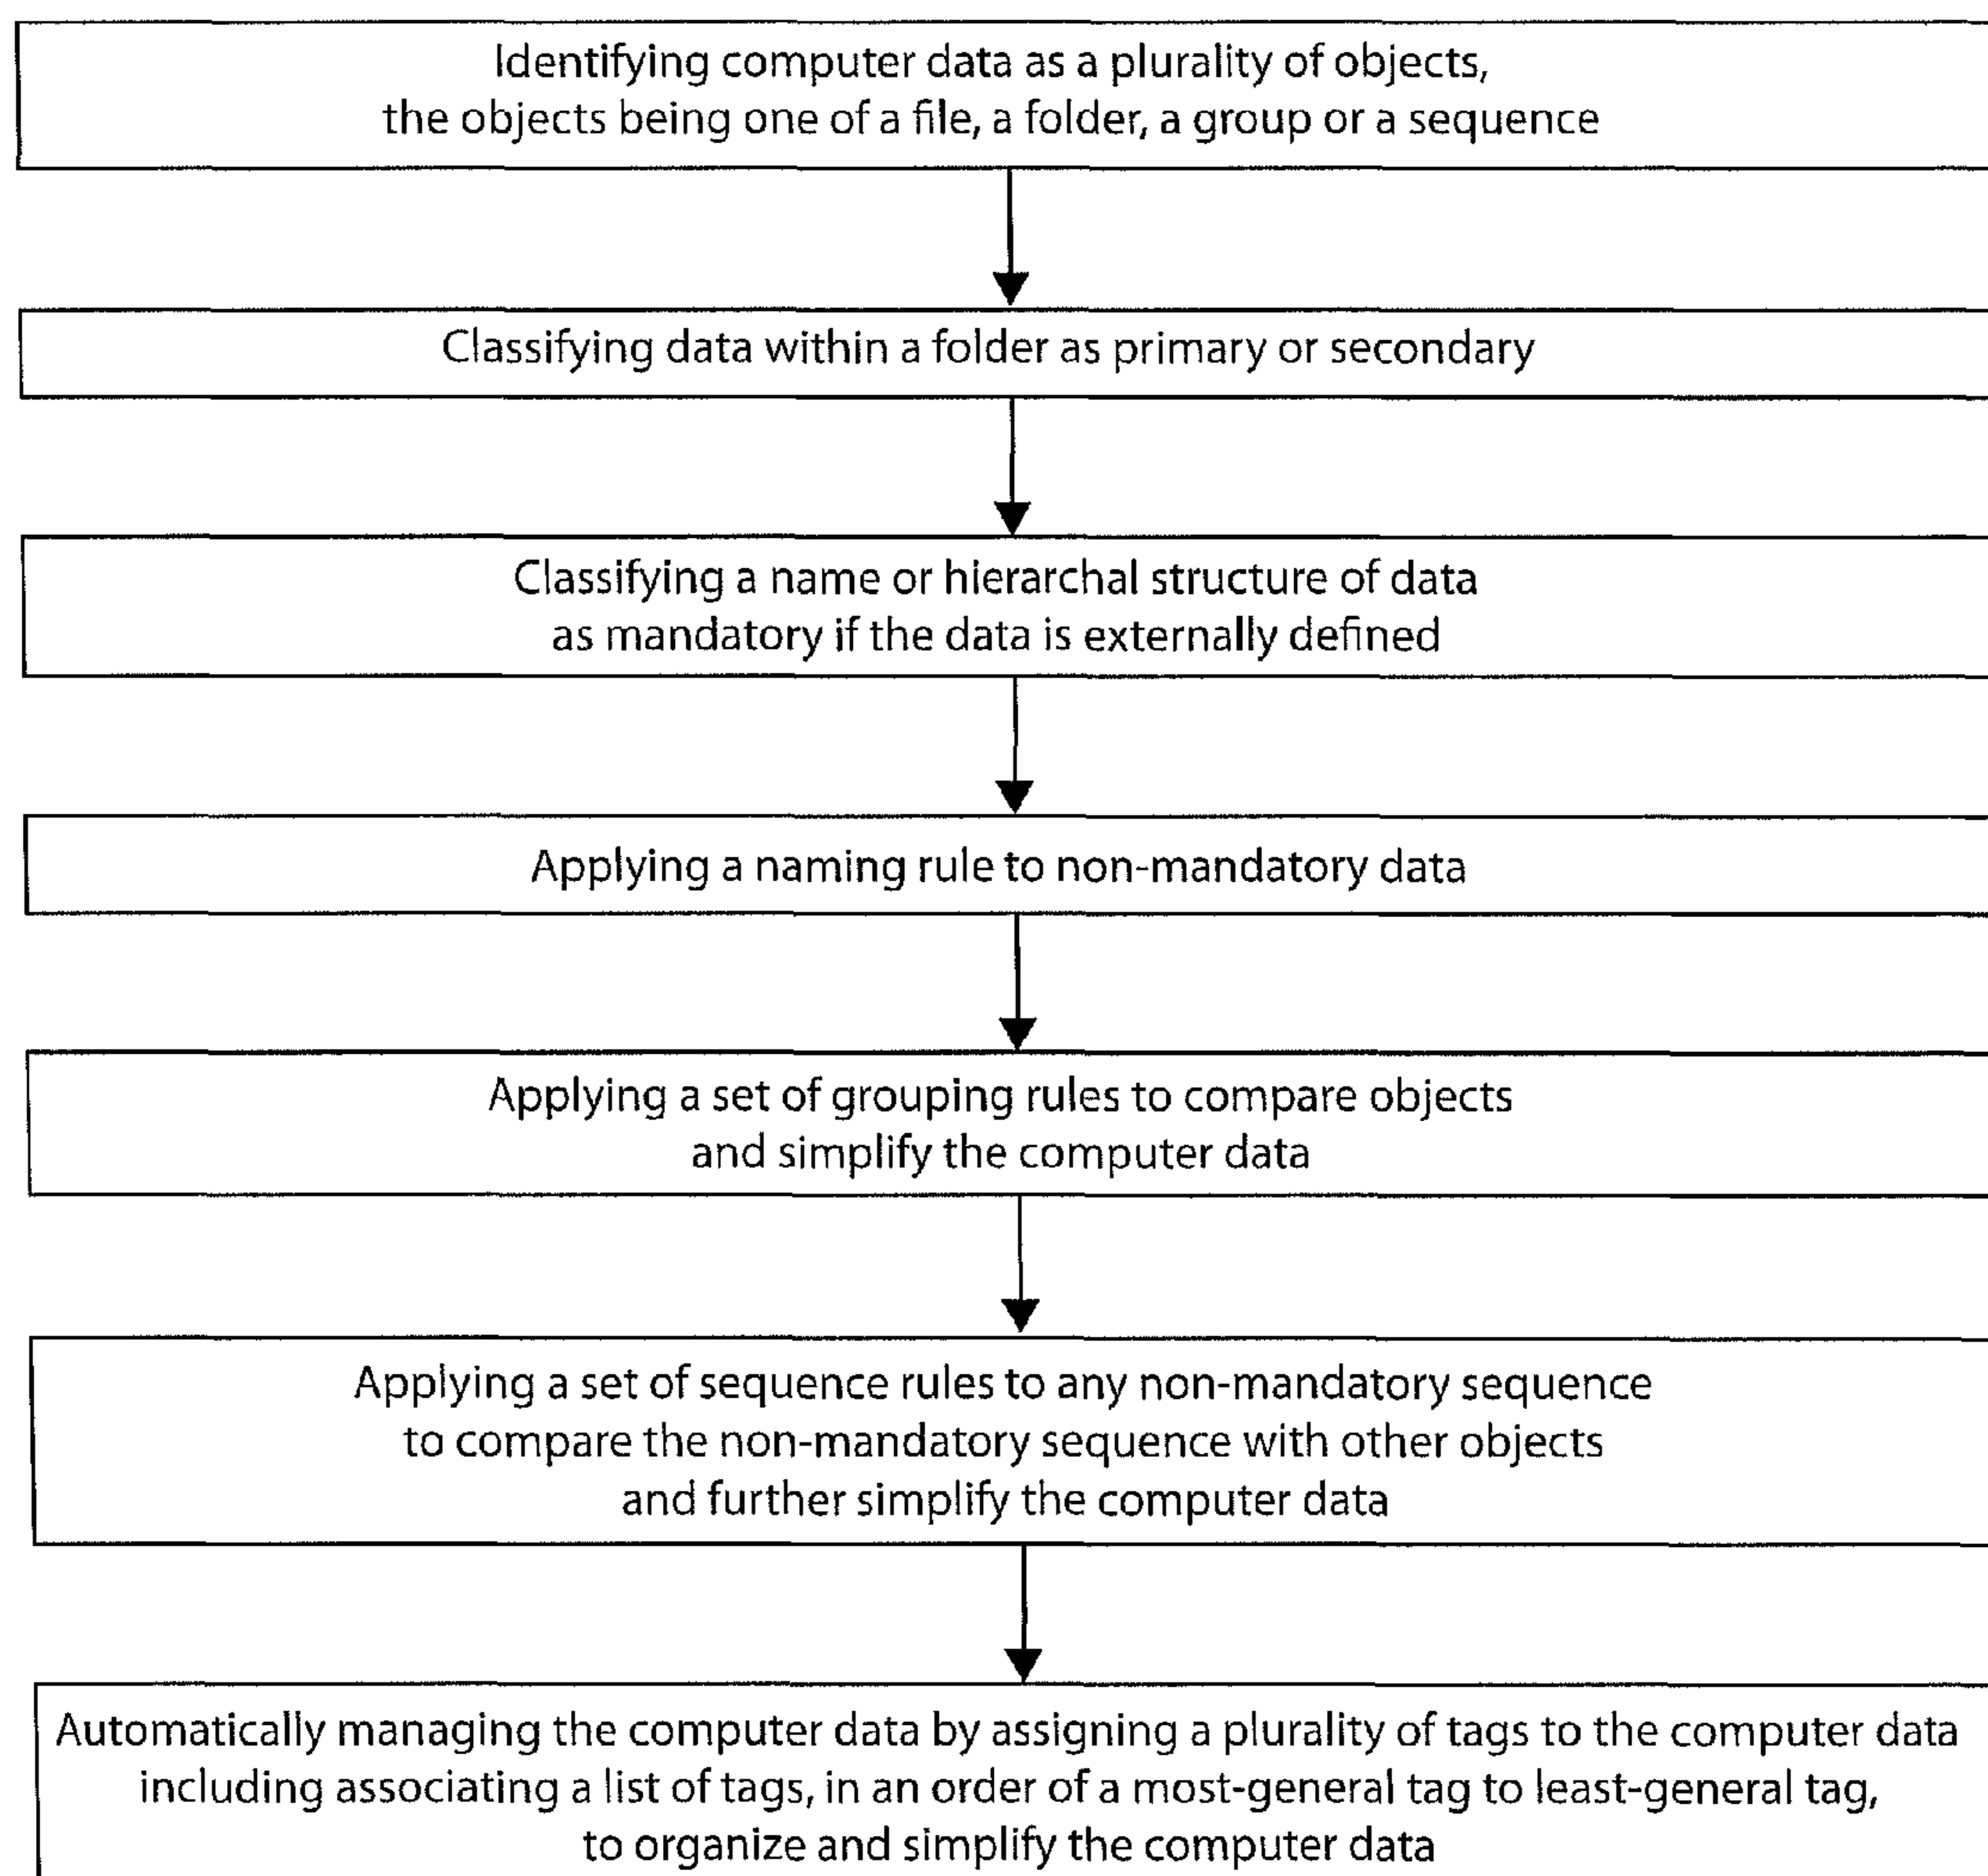 Identifying computer data as a plurality of objects,
the objects being one of a file, a folder, a group or a sequence
Classifying data within a folder as primary or secondary
Classifying a name or hierarchal structure of data
as mandatory if the data is externally defined
Applying a naming rule to non-mandatory data
Applying a set of grouping rules to compare objects
and simplify the computer data
Applying a set of sequence rules to any non-mandatory sequence
to compare the non-mandatory sequence with other objects
and further simplify the computer data
Automatically managing the computer data by assigning a plurality of tags to the computer data
including associating a list of tags, in an order of a most-general tag to least-general tag,
to organize and simplify the computer data